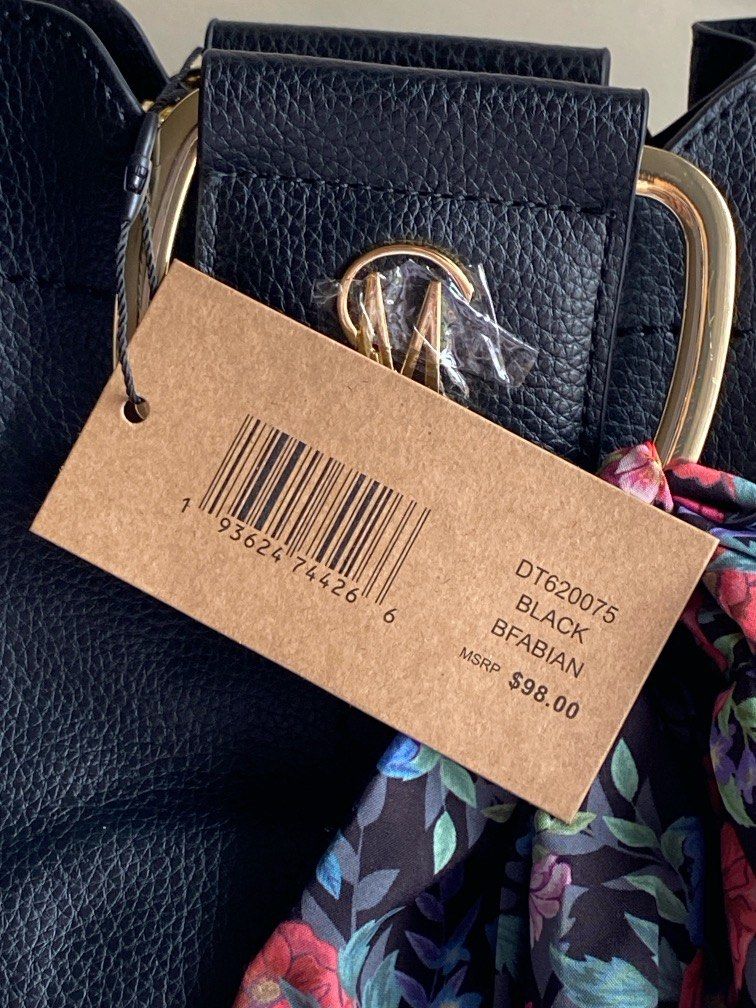 1 93624 74426 6
DT620075
BLACK
BFABIAN
MSRP $98.00